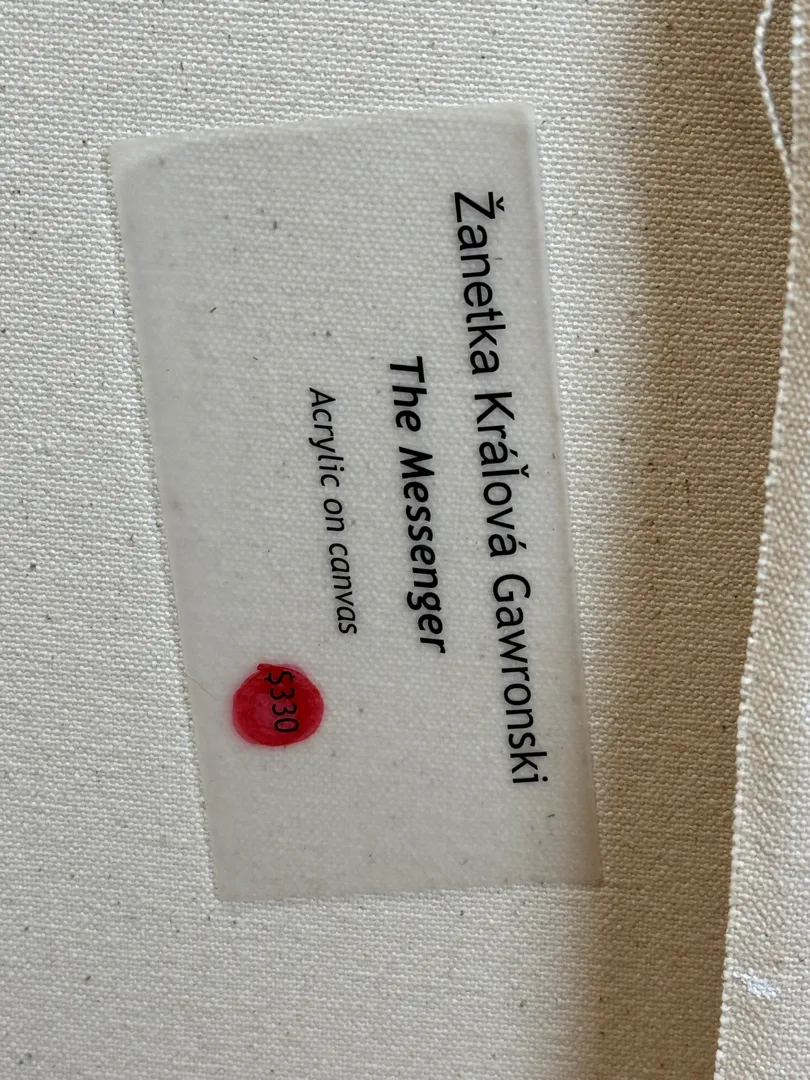 Žanetka Kráľová Gawronski
The Messenger
Acrylic on canvas
$330